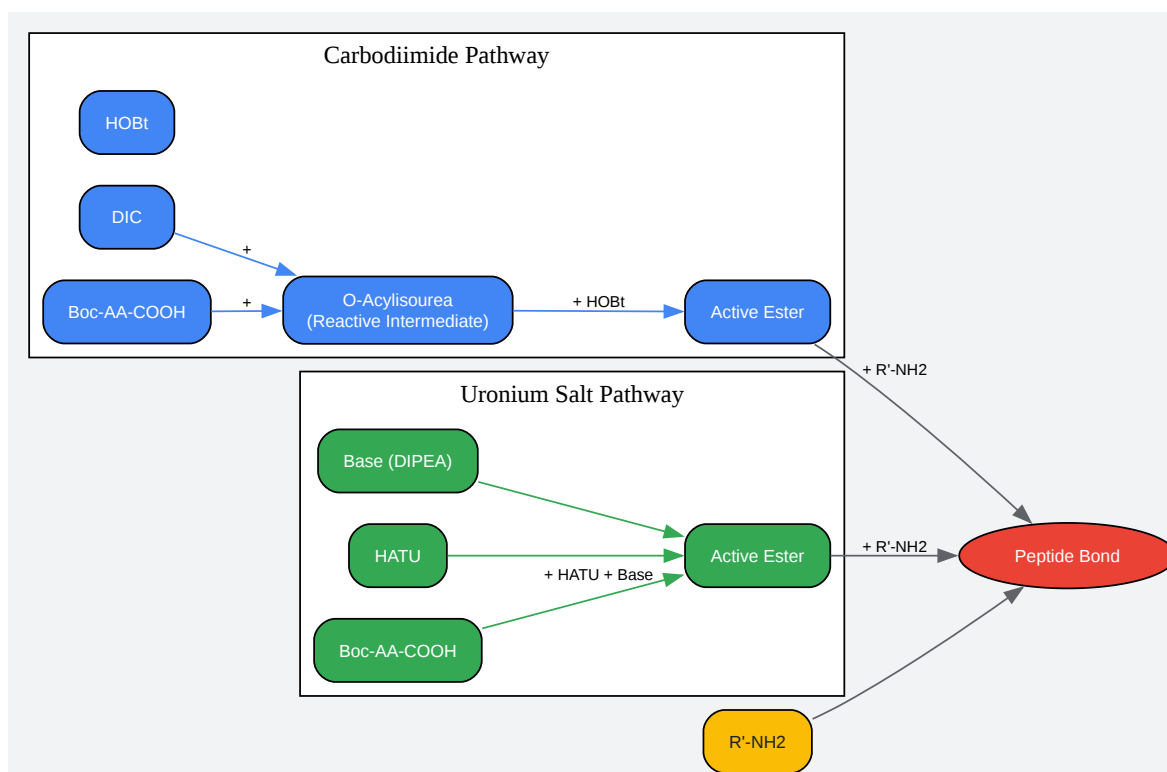 Carbodiimide Pathway
HOBt
DIC
+
Boc-AA-COOH
+
O-Acylisourea
(Reactive Intermediate)
+ HOBt
Active Ester
+ R'-NH2
Uronium Salt Pathway
Base (DIPEA)
HATU
+ HATU + Base
Boc-AA-COOH
Active Ester
+ R'-NH2
Peptide Bond
R'-NH2